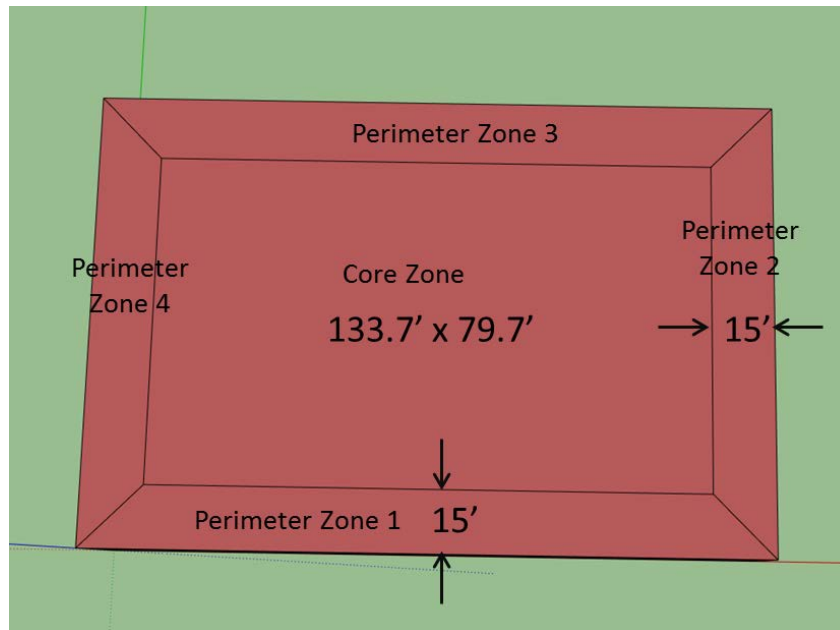 Perimeter Zone 3
Perimeter
Zone 2
Perimeter
Zone 4
Core Zone
133.7’ x 79.7’
15’
Perimeter Zone 1
15’